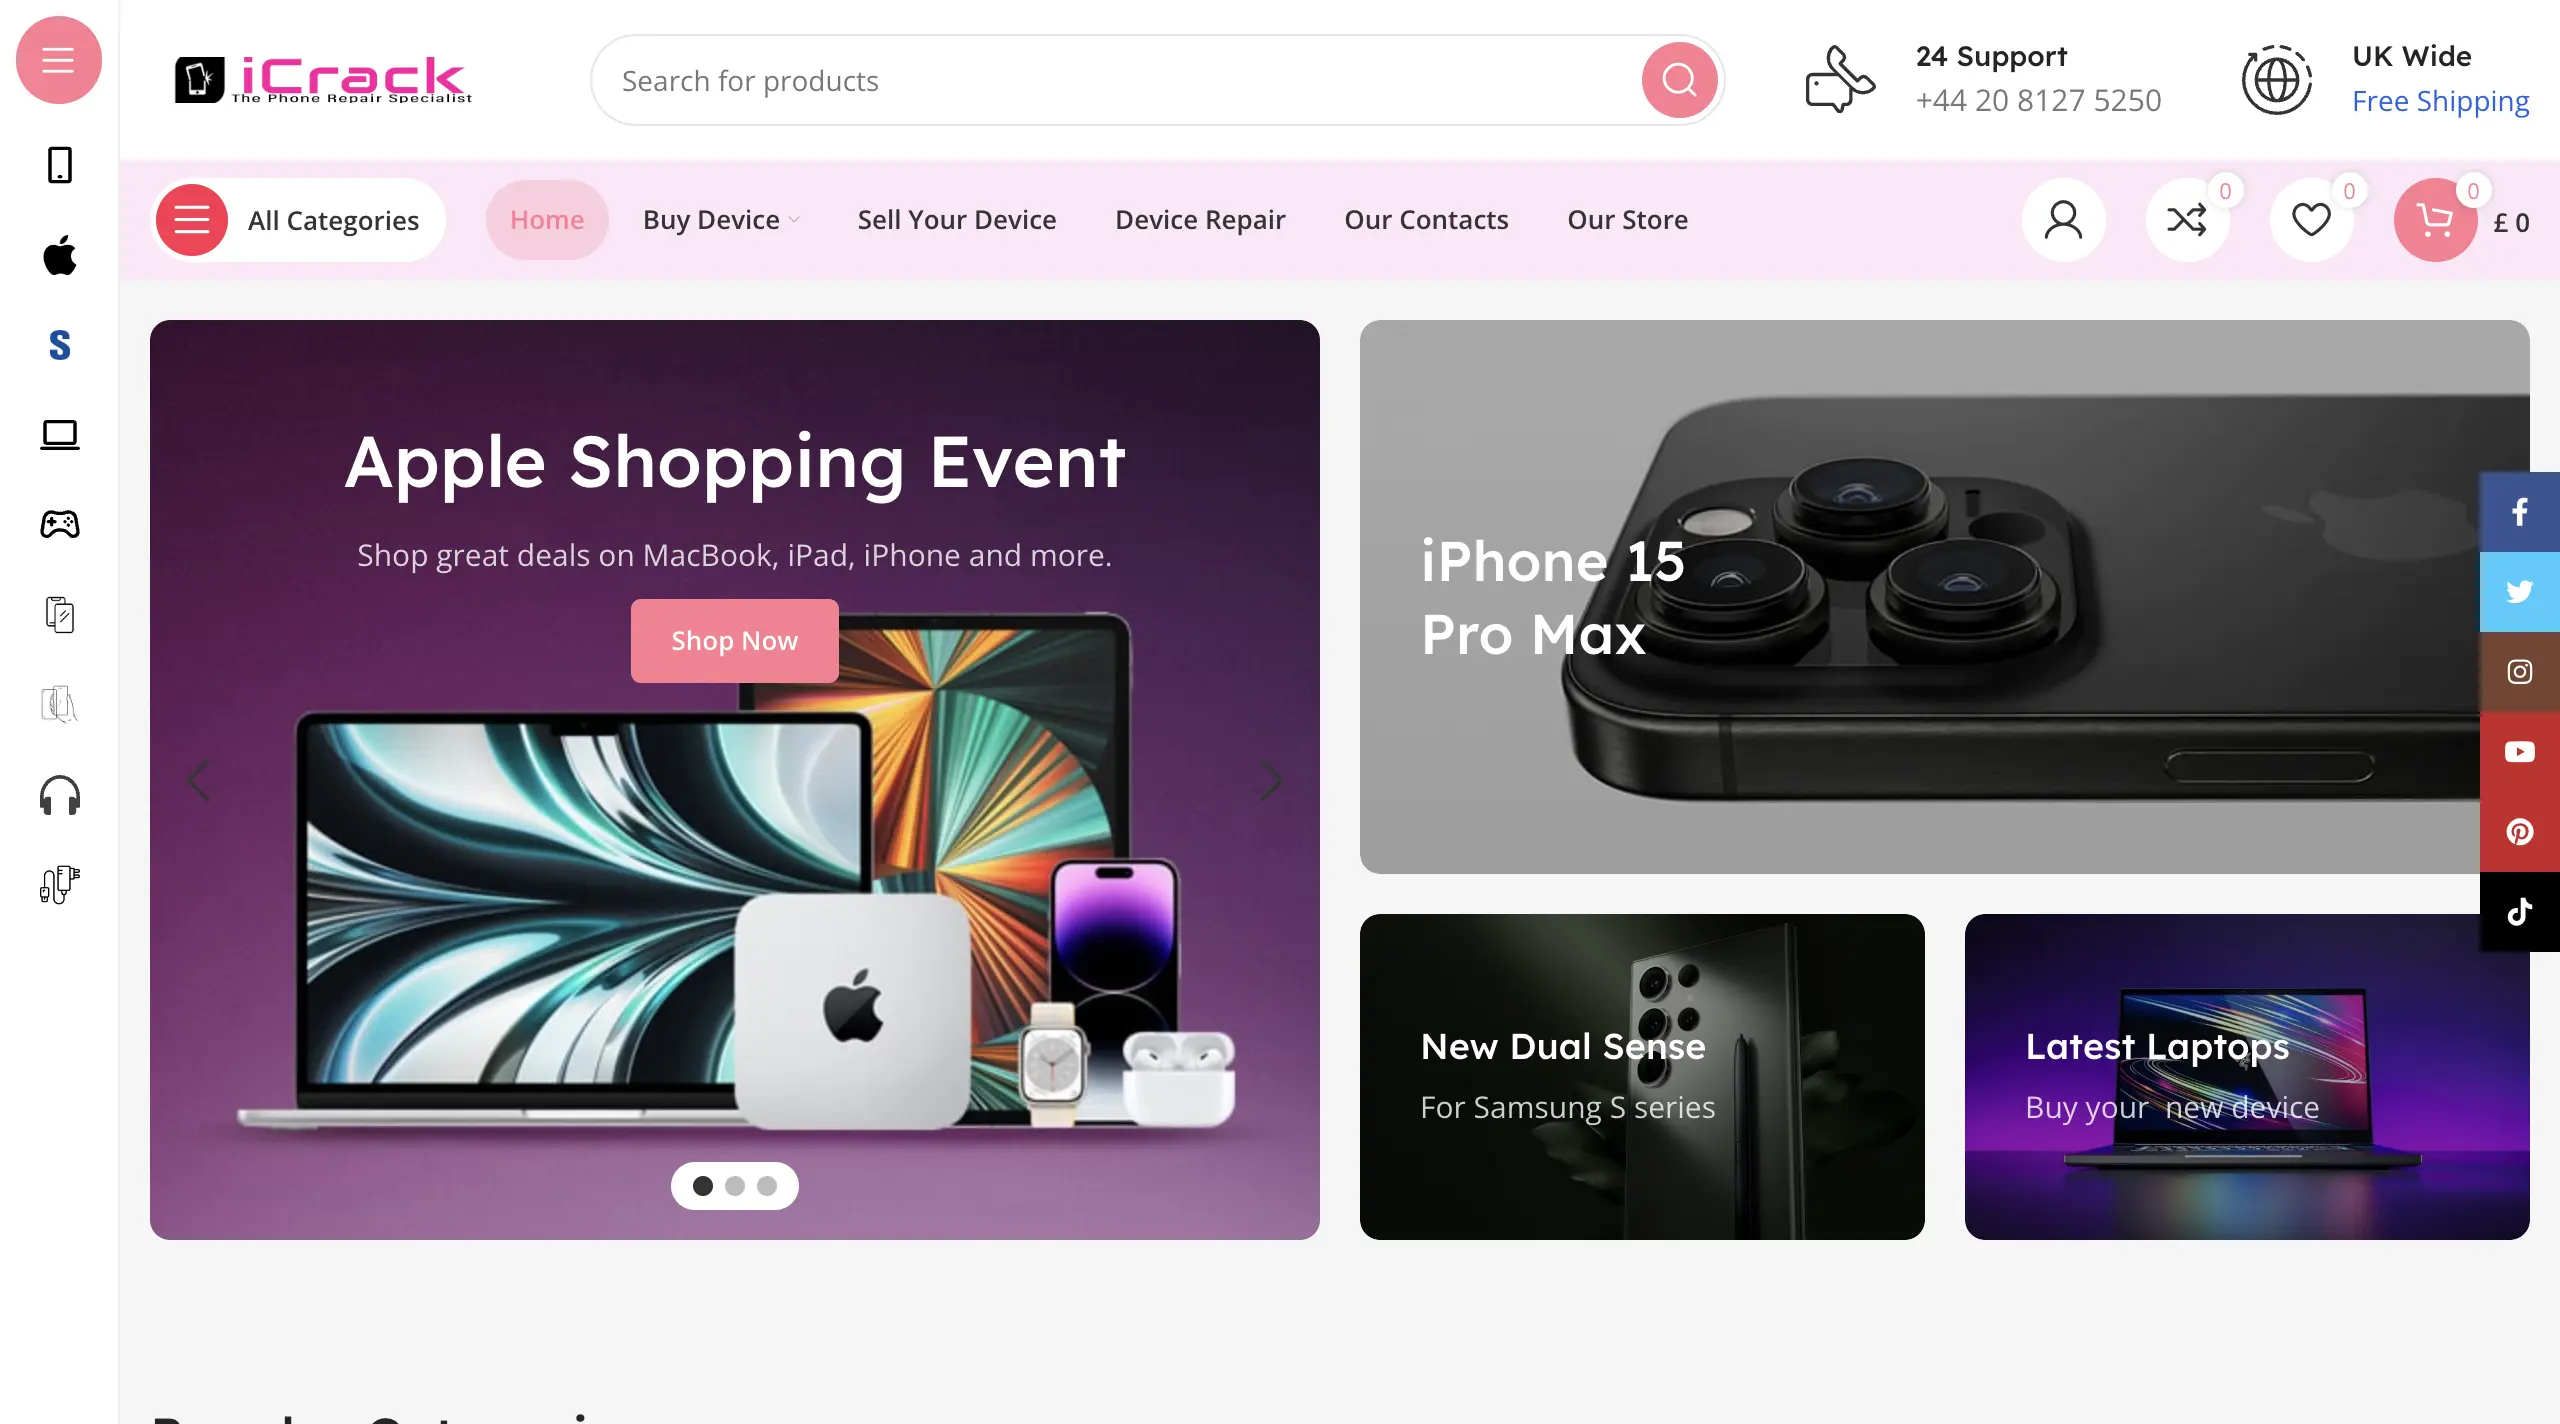 iCrack
The Phone Repair Specialist
Search for products
24 Support
+44 20 8127 5250
UK Wide
Free Shipping
All Categories
Home
Buy Device
Sell Your Device
Device Repair
Our Contacts
Our Store
0
0
0
£ 0
S
Apple Shopping Event
Shop great deals on MacBook, iPad, iPhone and more.
Shop Now
iPhone 15
Pro Max
New Dual Sense
For Samsung S series
Latest Laptops
Buy your new device